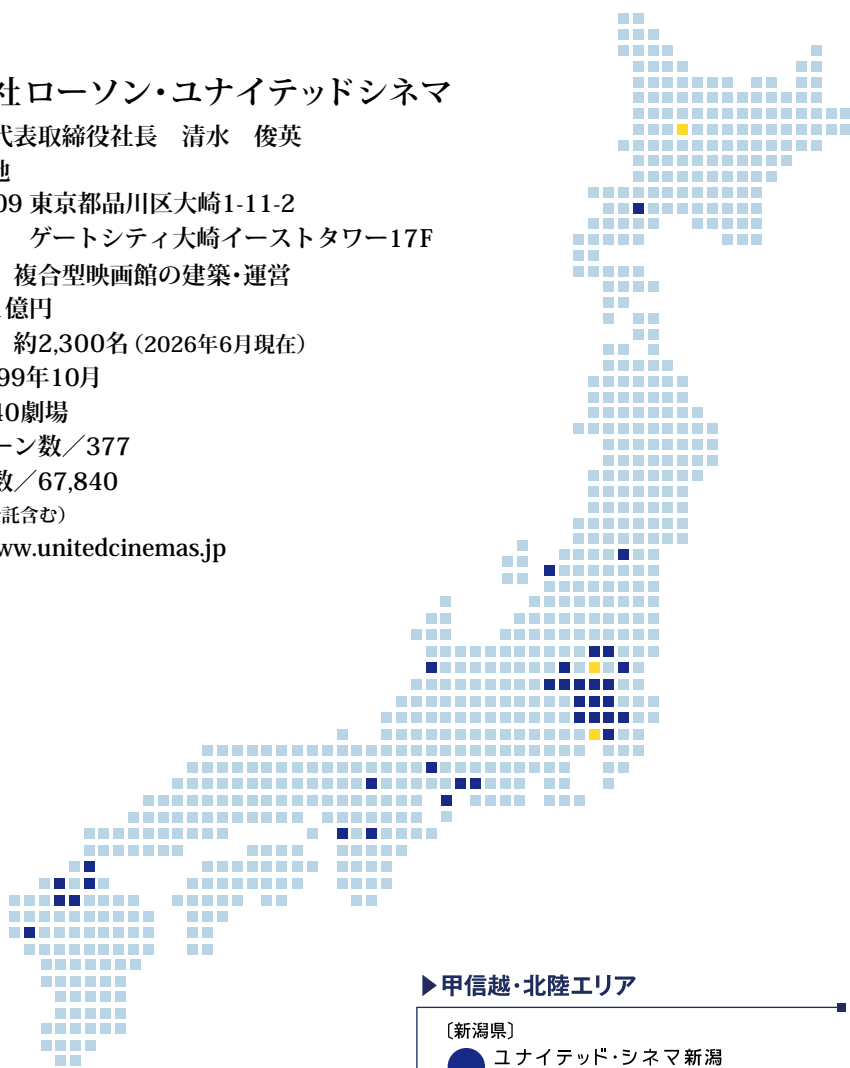 社ローソン・ユナイテッドシネマ
代表取締役社長　清水　俊英
地
09 東京都品川区大崎1-11-2
ゲートシティ大崎イーストタワー17F
複合型映画館の建築・運営
億円
約2,300名（2026年6月現在）
99年10月
40劇場
ーン数／377
数／67,840
託含む）
ww.unitedcinemas.jp
▶甲信越・北陸エリア
〔新潟県〕
ユナイテッド・シネマ新潟